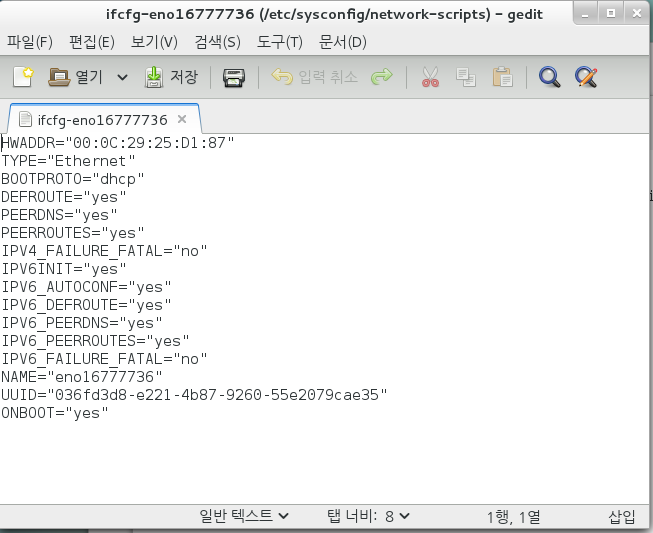 ifcfg-eno16777736 (/etc/sysconfig/network-scripts) – gedit
파일(F) 편집(E) 보기(V) 검색(S) 도구(T) 문서(D)
열기 저장 입력 취소
ifcfg-eno16777736
HWADDR="00:0C:29:25:D1:87"
TYPE="Ethernet"
BOOTPROTO="dhcp"
DEFROUTE="yes"
PEERDNS="yes"
PEERROUTES="yes"
IPV4_FAILURE_FATAL="no"
IPV6INIT="yes"
IPV6_AUTOCONF="yes"
IPV6_DEFROUTE="yes"
IPV6_PEERDNS="yes"
IPV6_PEERROUTES="yes"
IPV6_FAILURE_FATAL="no"
NAME="eno16777736"
UUID="036fd3d8-e221-4b87-9260-55e2079cae35"
ONBOOT="yes"
일반 텍스트 탭 너비: 8 1행, 1열 삽입